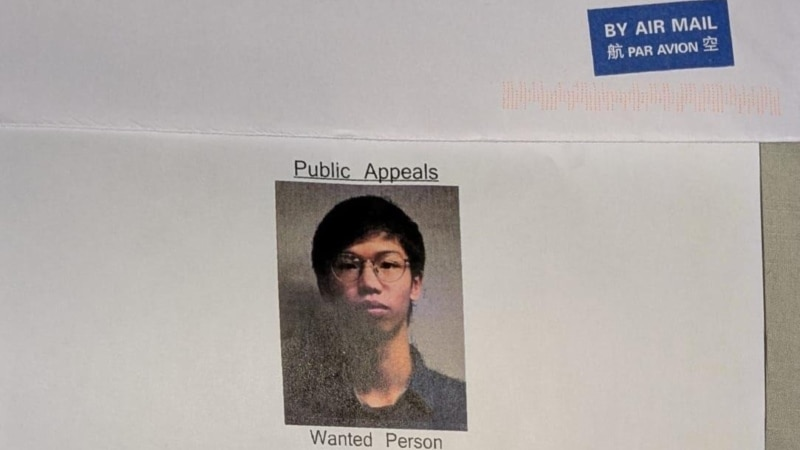 BY AIR MAIL
航 PAR AVION 空
Public Appeals
Wanted Person